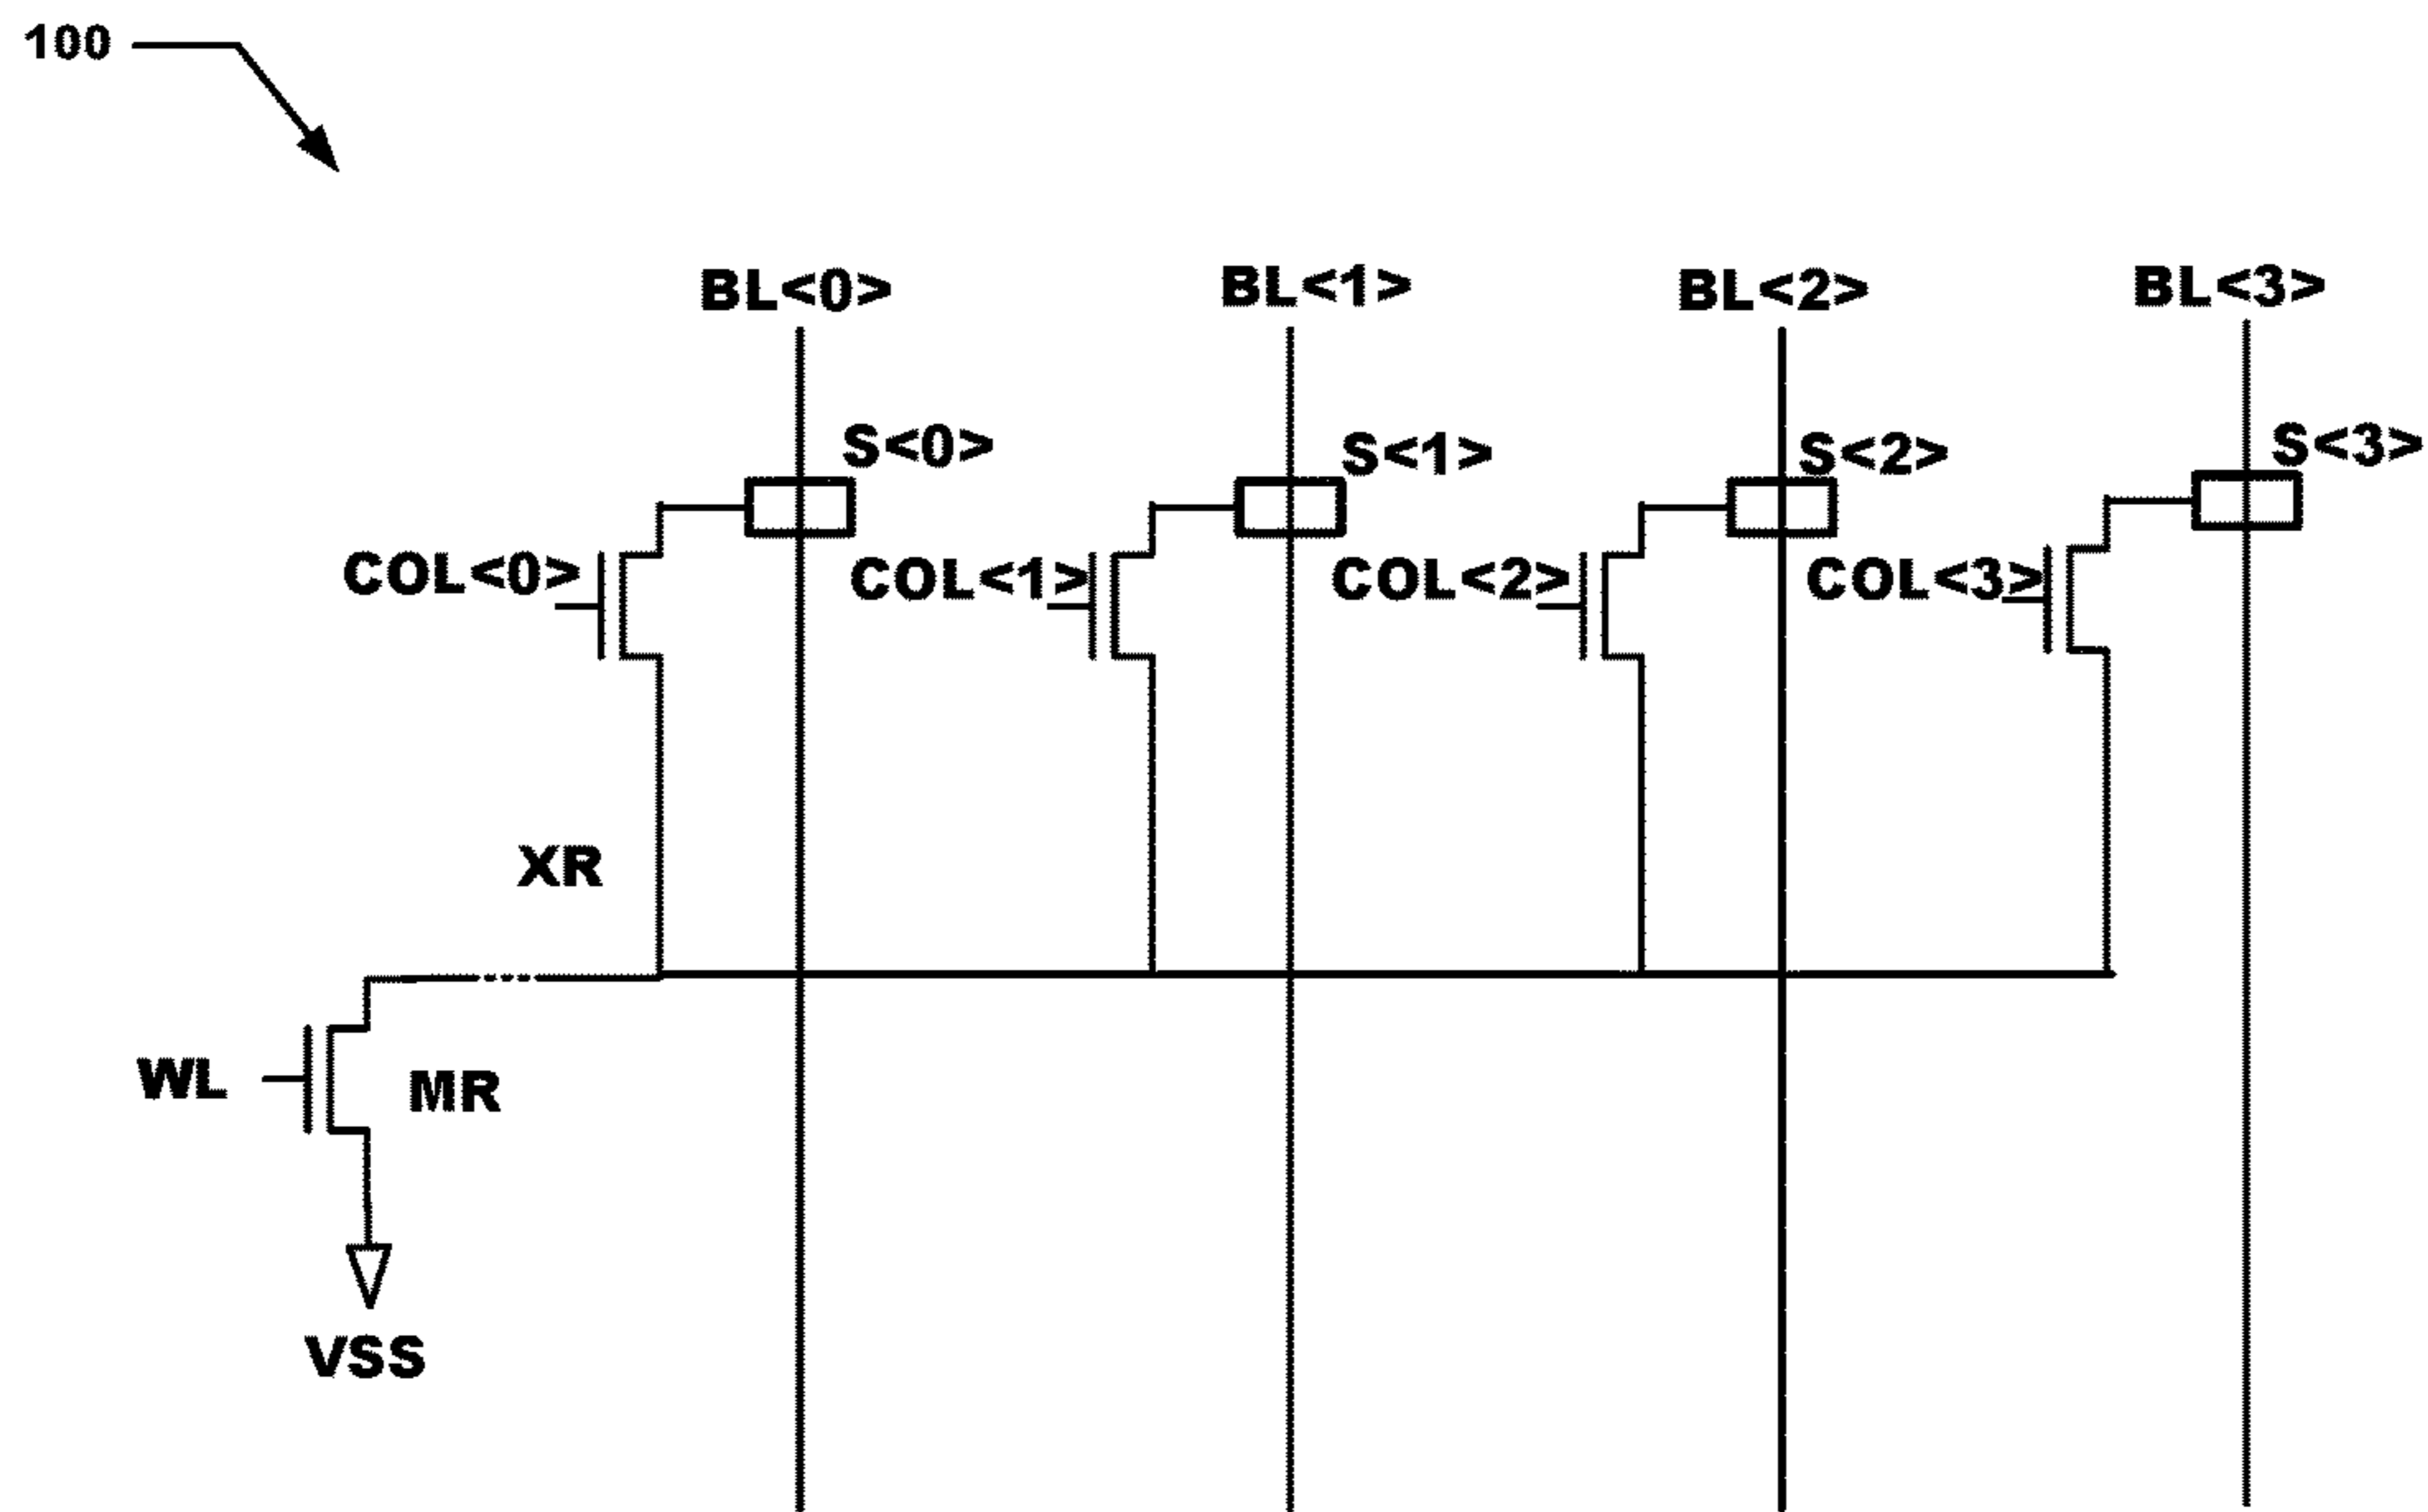 100
BL<0> BL<1> BL<2> BL<3>
S<0> S<1> S<2> S<3>
COL<0> COL<1> COL<2> COL<3>
XR
WL MR
VSS